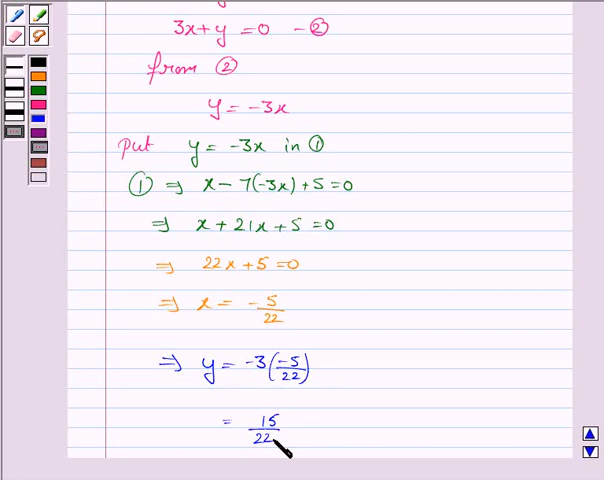 3x+y = 0 - ②
from ②
y = -3x
Put y = -3x in ①
① ⇒ x - 7(-3x) + 5 = 0
⇒ x + 21x + 5 = 0
⇒ 22x + 5 = 0
⇒ x = -5/22
⇒ y = -3(-5/22)
= 15/22